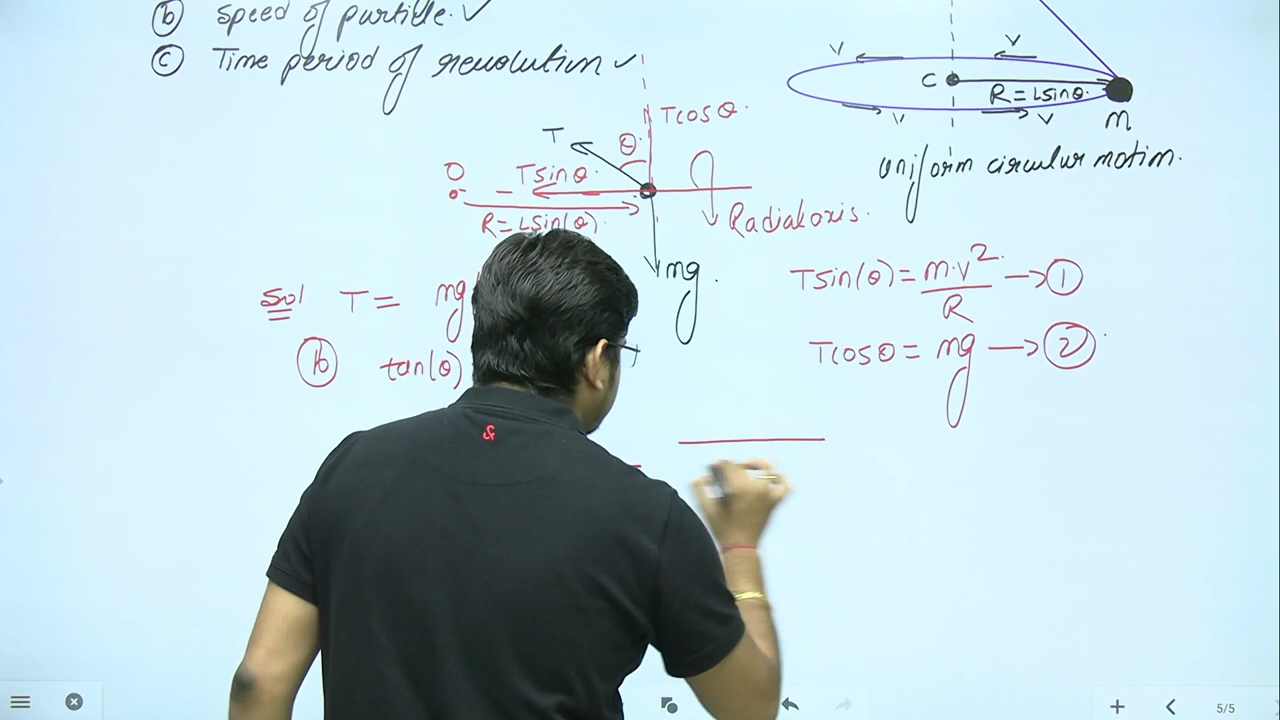 ⓑ speed of particle. ✓
ⓒ Time period of revolution ✓
V
V
C
R = Lsinθ.
V
V
m
uniform circular motion.
Tcosθ.
T
θ
O
Tsinθ.
R = Lsin(θ)
Radial axis.
mg.
Sol T = mg
ⓑ tan(θ)
Tsin(θ) = m.v²/R → ①
Tcosθ = mg → ②
5/5